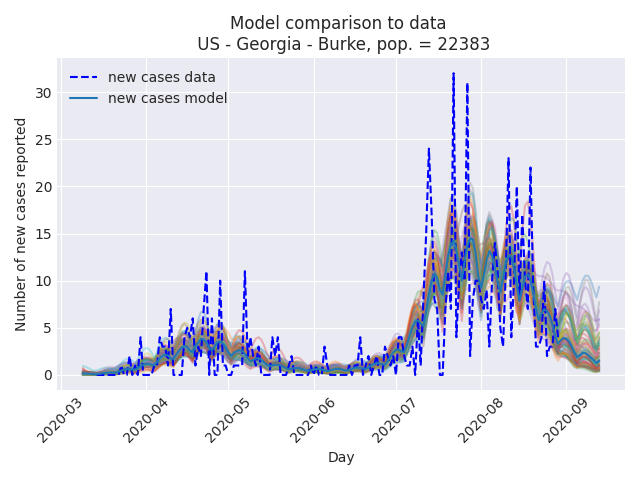 Model comparison to data
US - Georgia - Burke, pop. = 22383
new cases data
new cases model
Number of new cases reported
30
25
20
15
10
5
0
2020-03
2020-04
2020-05
2020-06
2020-07
2020-08
2020-09
Day